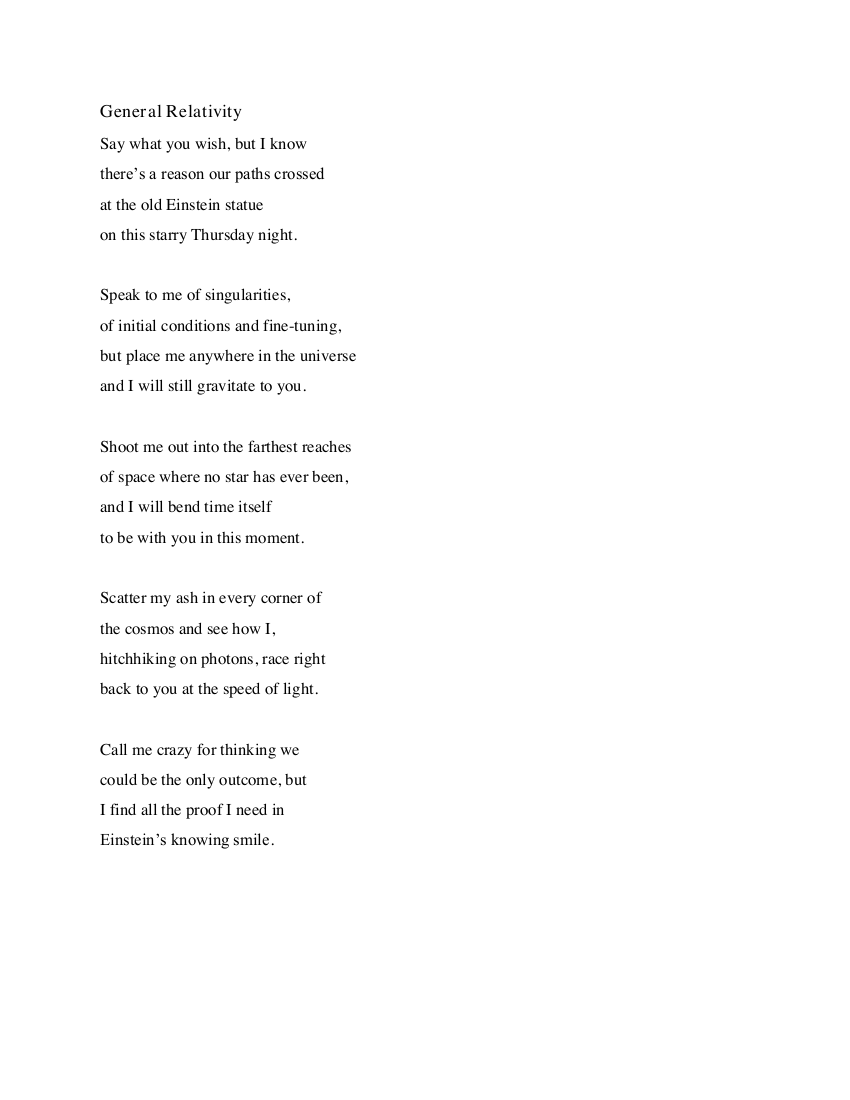 General Relativity
Say what you wish, but I know
there’s a reason our paths crossed
at the old Einstein statue
on this starry Thursday night.

Speak to me of singularities,
of initial conditions and fine-tuning,
but place me anywhere in the universe
and I will still gravitate to you.

Shoot me out into the farthest reaches
of space where no star has ever been,
and I will bend time itself
to be with you in this moment.

Scatter my ash in every corner of
the cosmos and see how I,
hitchhiking on photons, race right
back to you at the speed of light.

Call me crazy for thinking we
could be the only outcome, but
I find all the proof I need in
Einstein’s knowing smile.